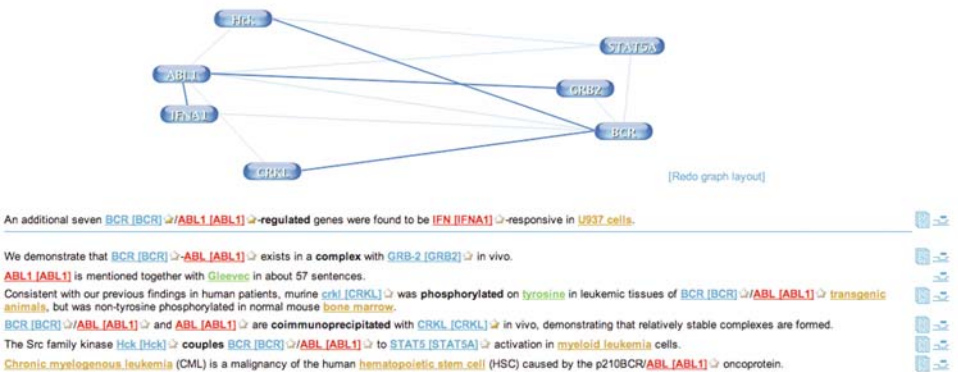 Hck
STAT5A
ABL1
GRB2
IFNA1
BCR
CRKL
[Redo graph layout]
An additional seven BCR [BCR] /ABL1 [ABL1] -regulated genes were found to be IFN [IFNA1] -responsive in U937 cells.
We demonstrate that BCR [BCR] -ABL [ABL1] exists in a complex with GRB-2 [GRB2] in vivo.
ABL1 [ABL1] is mentioned together with Gleevec in about 57 sentences.
Consistent with our previous findings in human patients, murine crkl [CRKL] was phosphorylated on tyrosine in leukemic tissues of BCR [BCR] /ABL [ABL1] transgenic
animals, but was non-tyrosine phosphorylated in normal mouse bone marrow.
BCR [BCR] /ABL [ABL1] and ABL [ABL1] are coimmunoprecipitated with CRKL [CRKL] in vivo, demonstrating that relatively stable complexes are formed.
The Src family kinase Hck [Hck] couples BCR [BCR] /ABL [ABL1] to STAT5 [STAT5A] activation in myeloid leukemia cells.
Chronic myelogenous leukemia (CML) is a malignancy of the human hematopoietic stem cell (HSC) caused by the p210BCR/ABL [ABL1] oncoprotein.